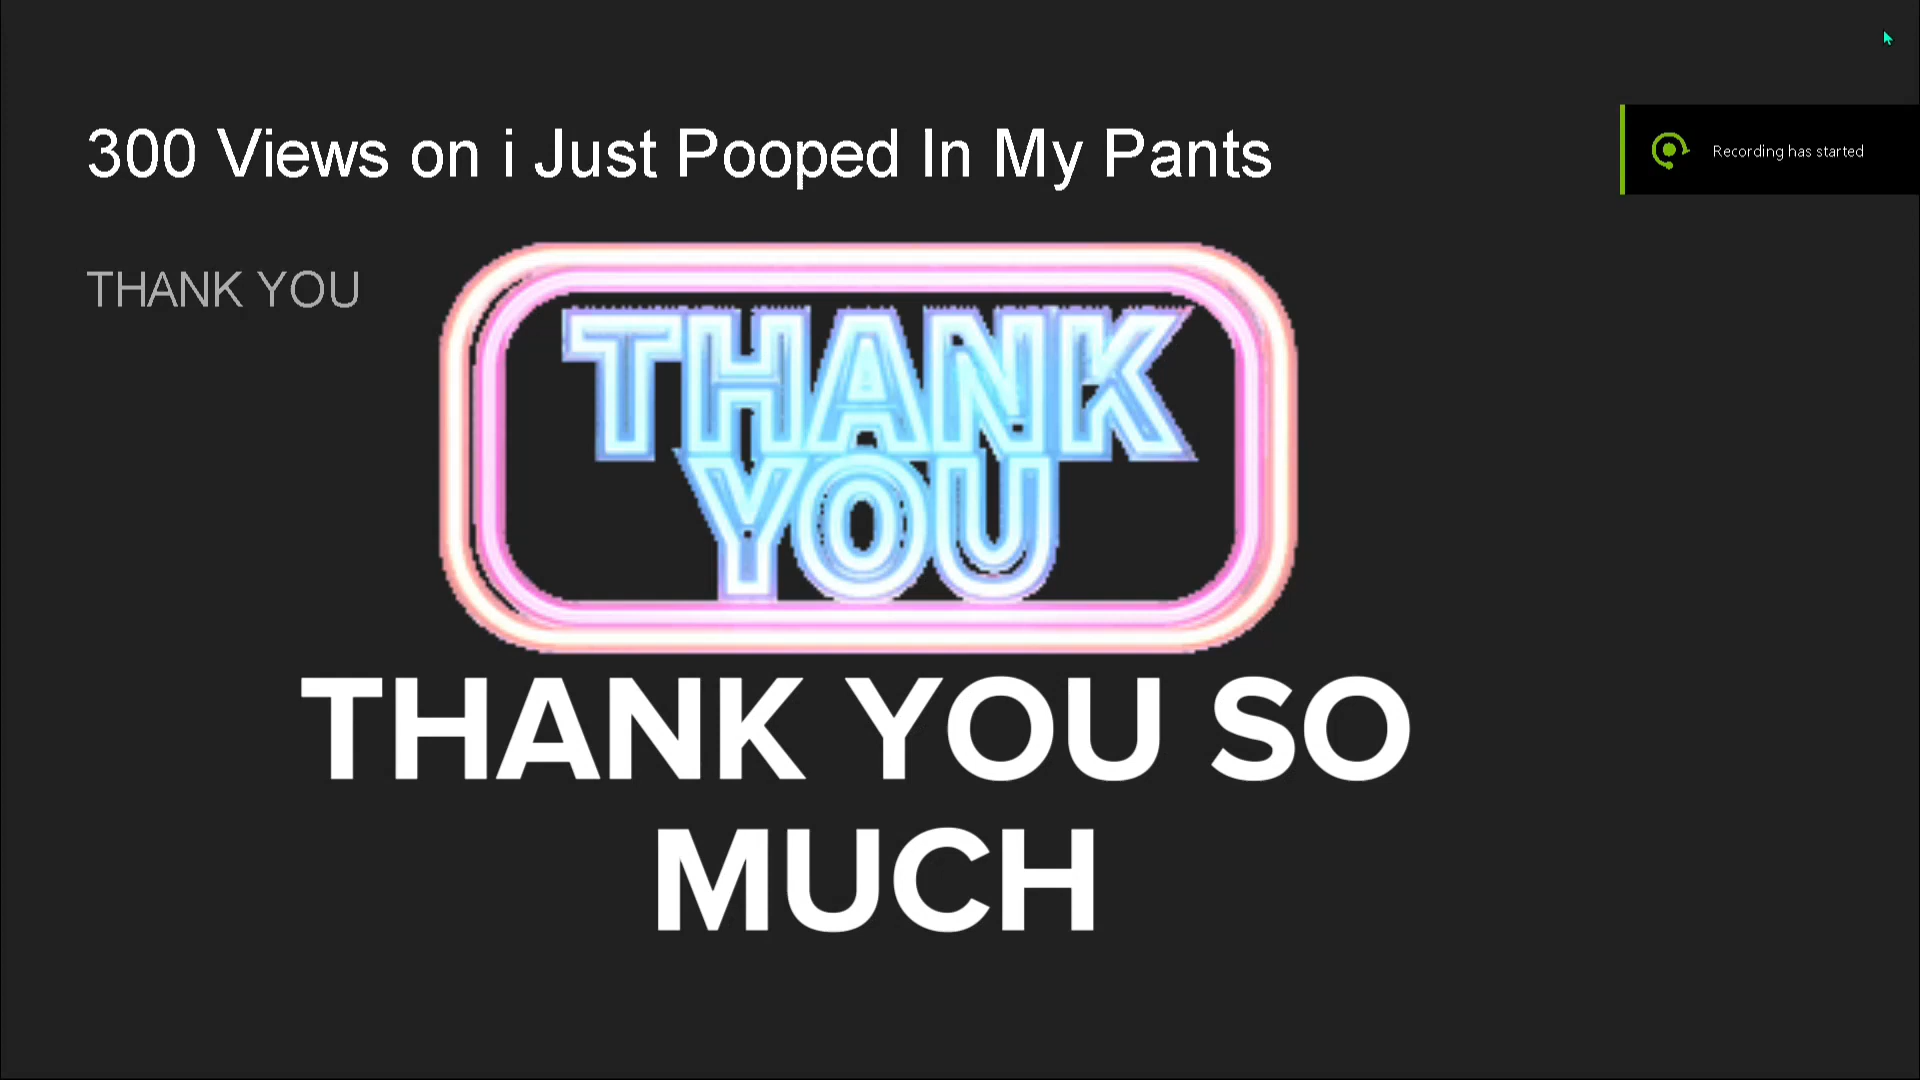 300 Views on i Just Pooped In My Pants
Recording has started
THANK YOU
THANK
YOU
THANK YOU SO
MUCH